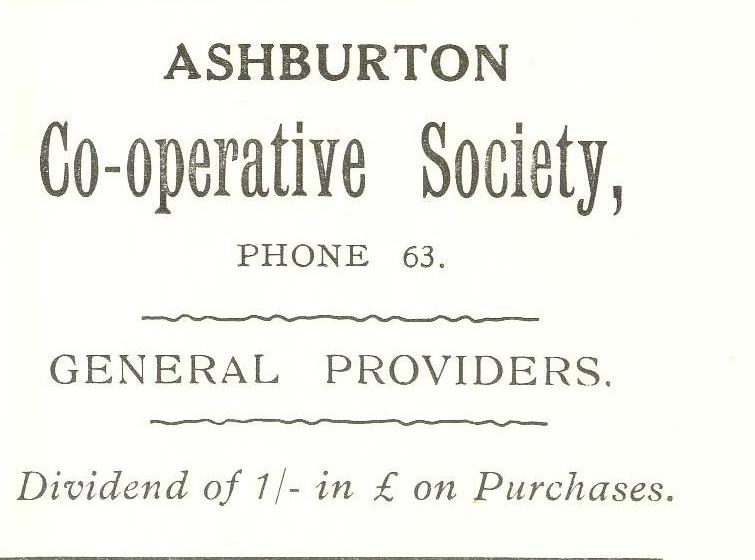 ASHBURTON
Co-operative Society,
PHONE 63.
GENERAL PROVIDERS.
Dividend of 1/- in £ on Purchases.